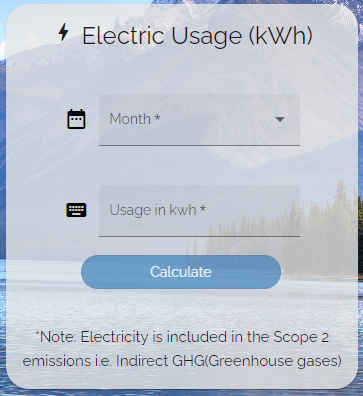 Electric Usage (kWh)
Month *
Usage in kwh *
Calculate
*Note: Electricity is included in the Scope 2
emissions i.e. Indirect GHG(Greenhouse gases)